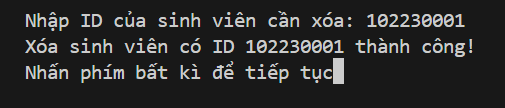 Nhập ID của sinh viên cần xóa: 102230001
Xóa sinh viên có ID 102230001 thành công!
Nhấn phím bất kì để tiếp tục